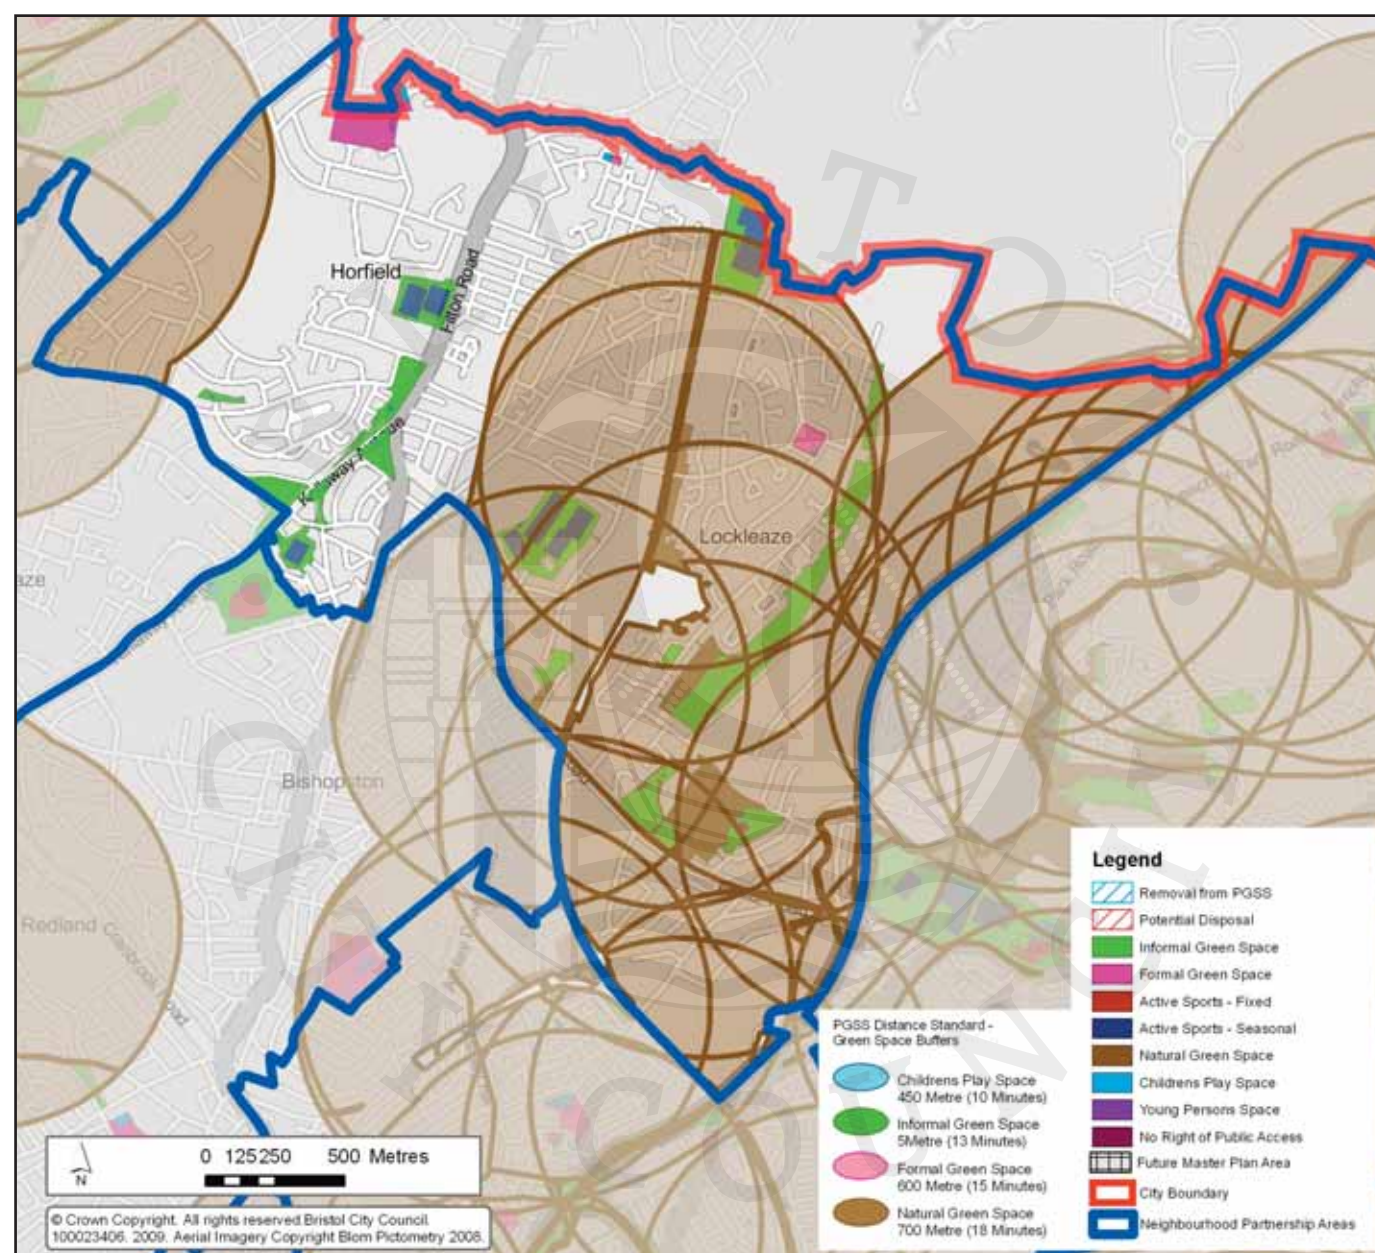 Horfield
Filton Road
Kellaway Avenue
Lockleaze
Bishopston
Redland
Park Road
Legend
Removal from PGSS
Potential Disposal
Informal Green Space
Formal Green Space
Active Sports - Fixed
Active Sports - Seasonal
Natural Green Space
Childrens Play Space
Young Persons Space
No Right of Public Access
Future Master Plan Area
City Boundary
Neighbourhood Partnership Areas
PGSS Distance Standard -
Green Space Buffers
Childrens Play Space
450 Metre (10 Minutes)
Informal Green Space
5Metre (13 Minutes)
Formal Green Space
600 Metre (15 Minutes)
Natural Green Space
700 Metre (18 Minutes)
N
0 125250 500 Metres
© Crown Copyright. All rights reserved.Bristol City Council.
100023406. 2009. Aerial Imagery Copyright Blom Pictometry 2008.